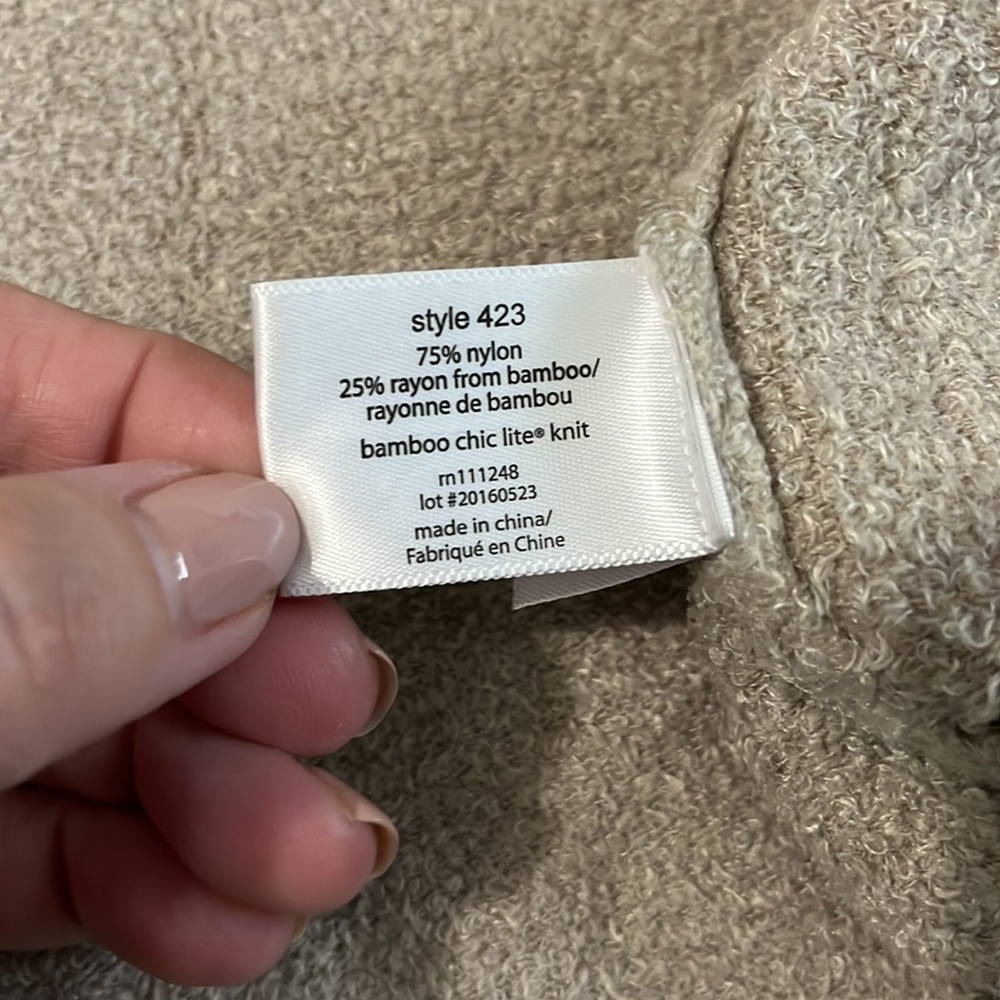 style 423
75% nylon
25% rayon from bamboo/
rayonne de bambou
bamboo chic lite® knit
rn111248
lot #20160523
made in china/
Fabriqué en Chine